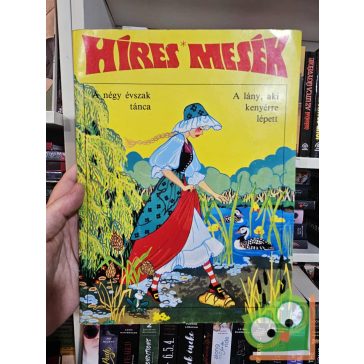 HÍRES* MESÉK
A négy évszak
tánca
A lány, aki
kenyérre
lépett